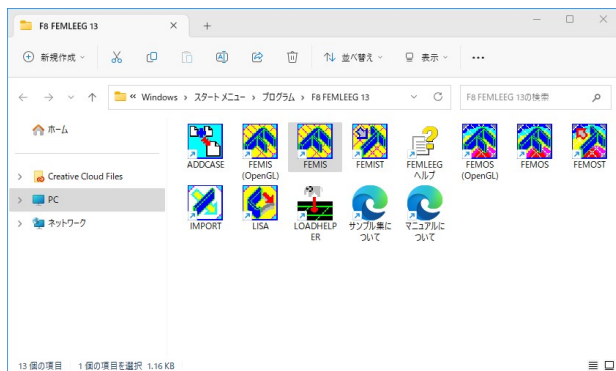 F8 FEMLEEG 13
新規作成
並べ替え
表示
Windows › スタート メニュー › プログラム › F8 FEMLEEG 13
F8 FEMLEEG 13の検索
ホーム
Creative Cloud Files
PC
ネットワーク
ADDCASE
FEMIS
(OpenGL)
FEMIS
FEMIST
FEMLEEG
ヘルプ
FEMOS
(OpenGL)
FEMOS
FEMOST
IMPORT
LISA
LOADHELP
ER
サンプル集に
ついて
マニュアルに
ついて
13 個の項目
1 個の項目を選択 1.16 KB